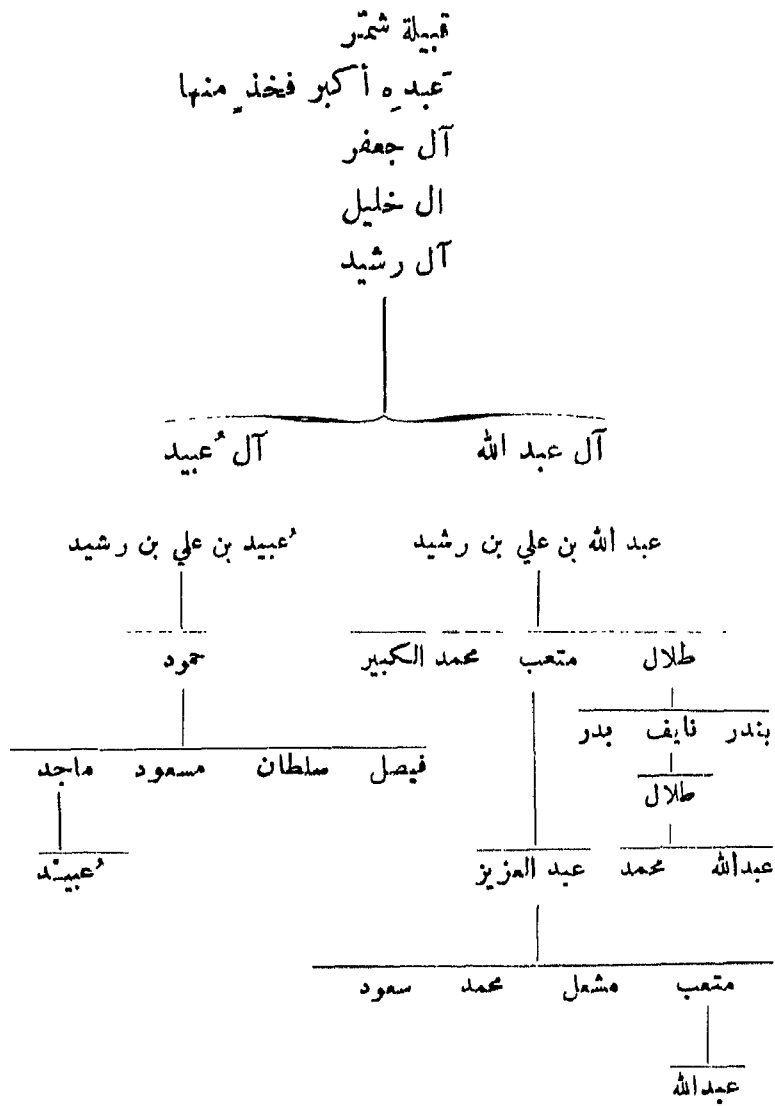 قبيلة شمّر
عبدِه أكبر فخذٍ منها
آل جعفر
ال خليل
آل رشيد
آل عبد الله آل عُبيد
عبد الله بن علي بن رشيد عُبيد بن علي بن رشيد
طلال متعب محمد الكبير حمود
بندر نايف بدر
فيصل سلطان مسعود ماجد
طلال
عبدالله محمد عبد العزيز عُبيند
متعب مشعل محمد سعود
عبدالله